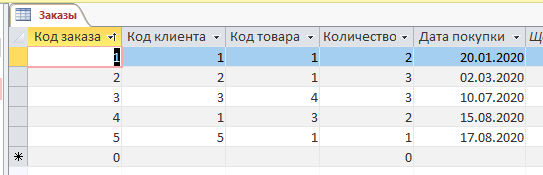 Заказы
Код заказа Код клиента Код товара Количество Дата покупки
1 1 1 2 20.01.2020
2 2 1 3 02.03.2020
3 3 4 3 10.07.2020
4 1 3 2 15.08.2020
5 5 1 1 17.08.2020
* 0 0